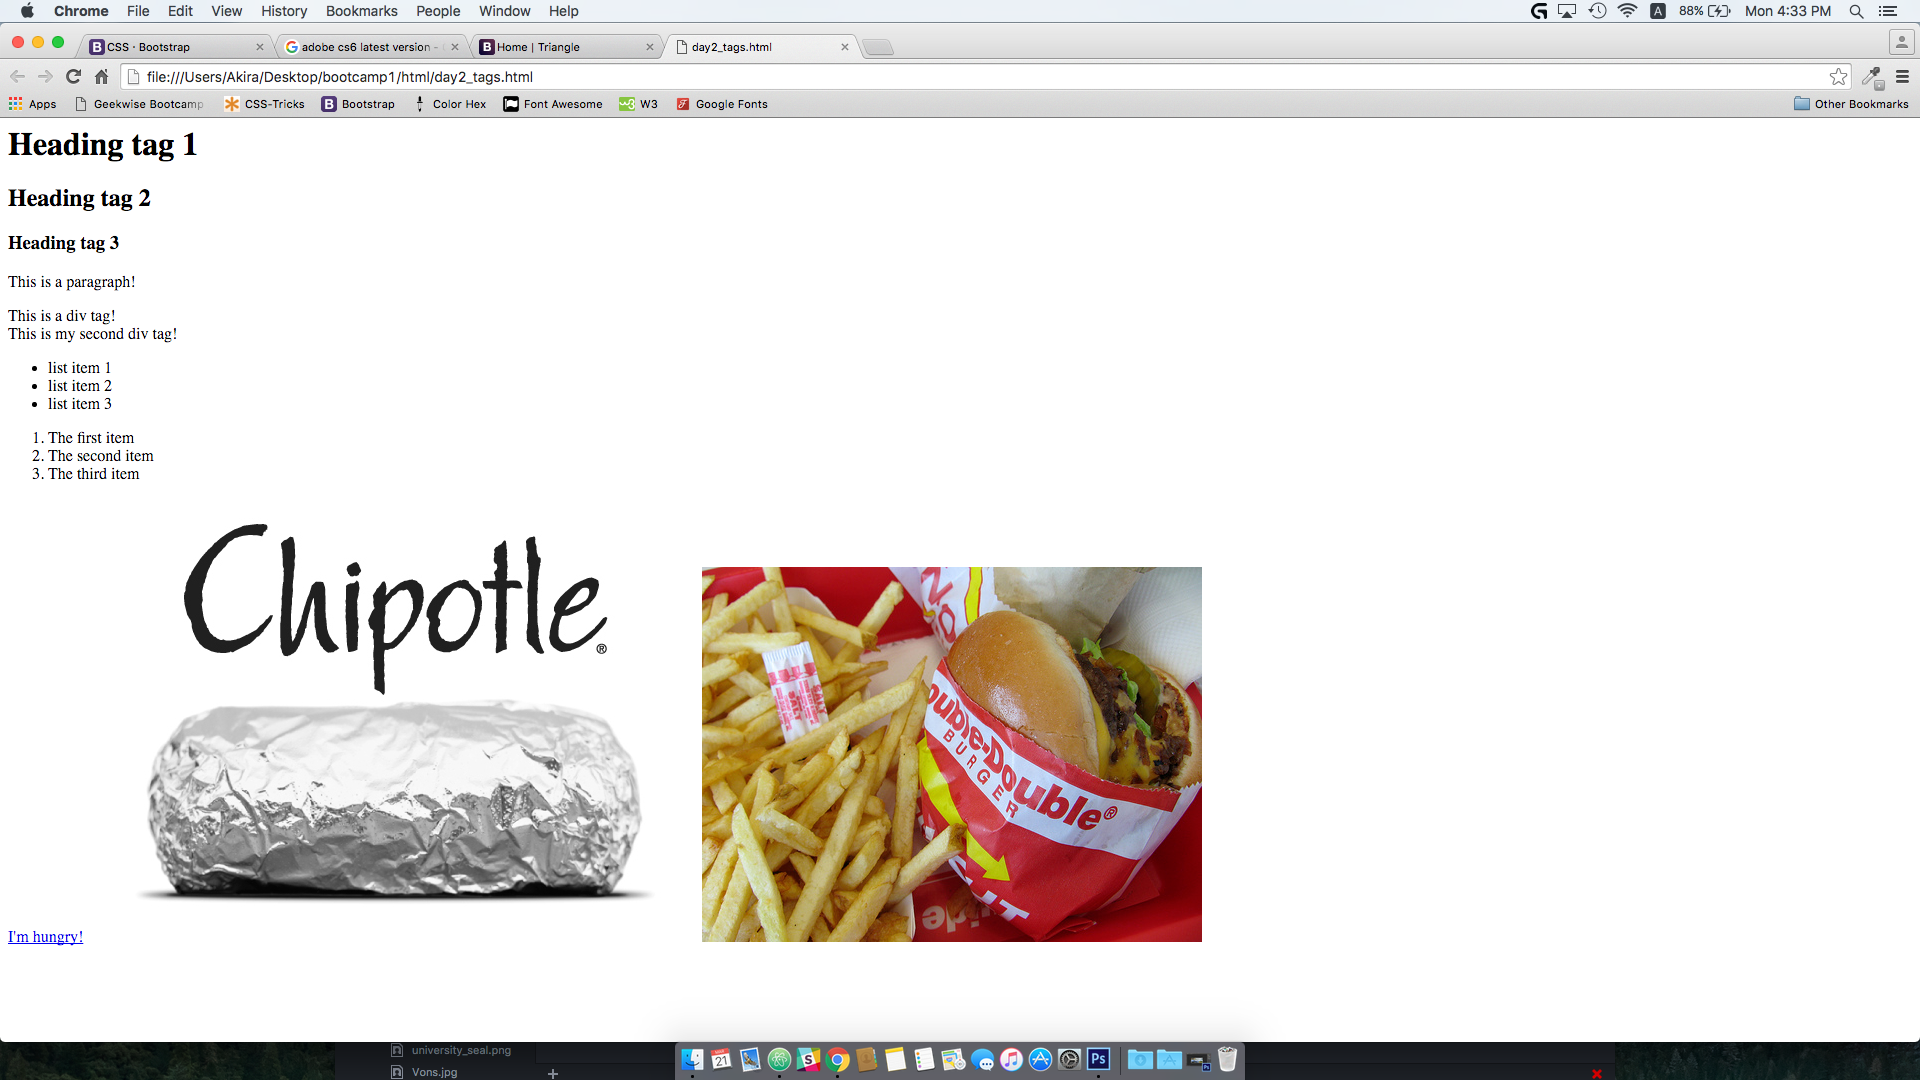 Chrome File Edit View History Bookmarks People Window Help
A 88% Mon 4:33 PM
CSS · Bootstrap
adobe cs6 latest version -
Home | Triangle
day2_tags.html
file:///Users/Akira/Desktop/bootcamp1/html/day2_tags.html
Apps Geekwise Bootcamp CSS-Tricks Bootstrap Color Hex Font Awesome W3 Google Fonts Other Bookmarks
Heading tag 1
Heading tag 2
Heading tag 3
This is a paragraph!
This is a div tag!
This is my second div tag!
• list item 1
• list item 2
• list item 3
1. The first item
2. The second item
3. The third item
Chipotle®
SALT
Double-Double®
BURGER
I'm hungry!
university_seal.png
Vons.jpg
21
Ps